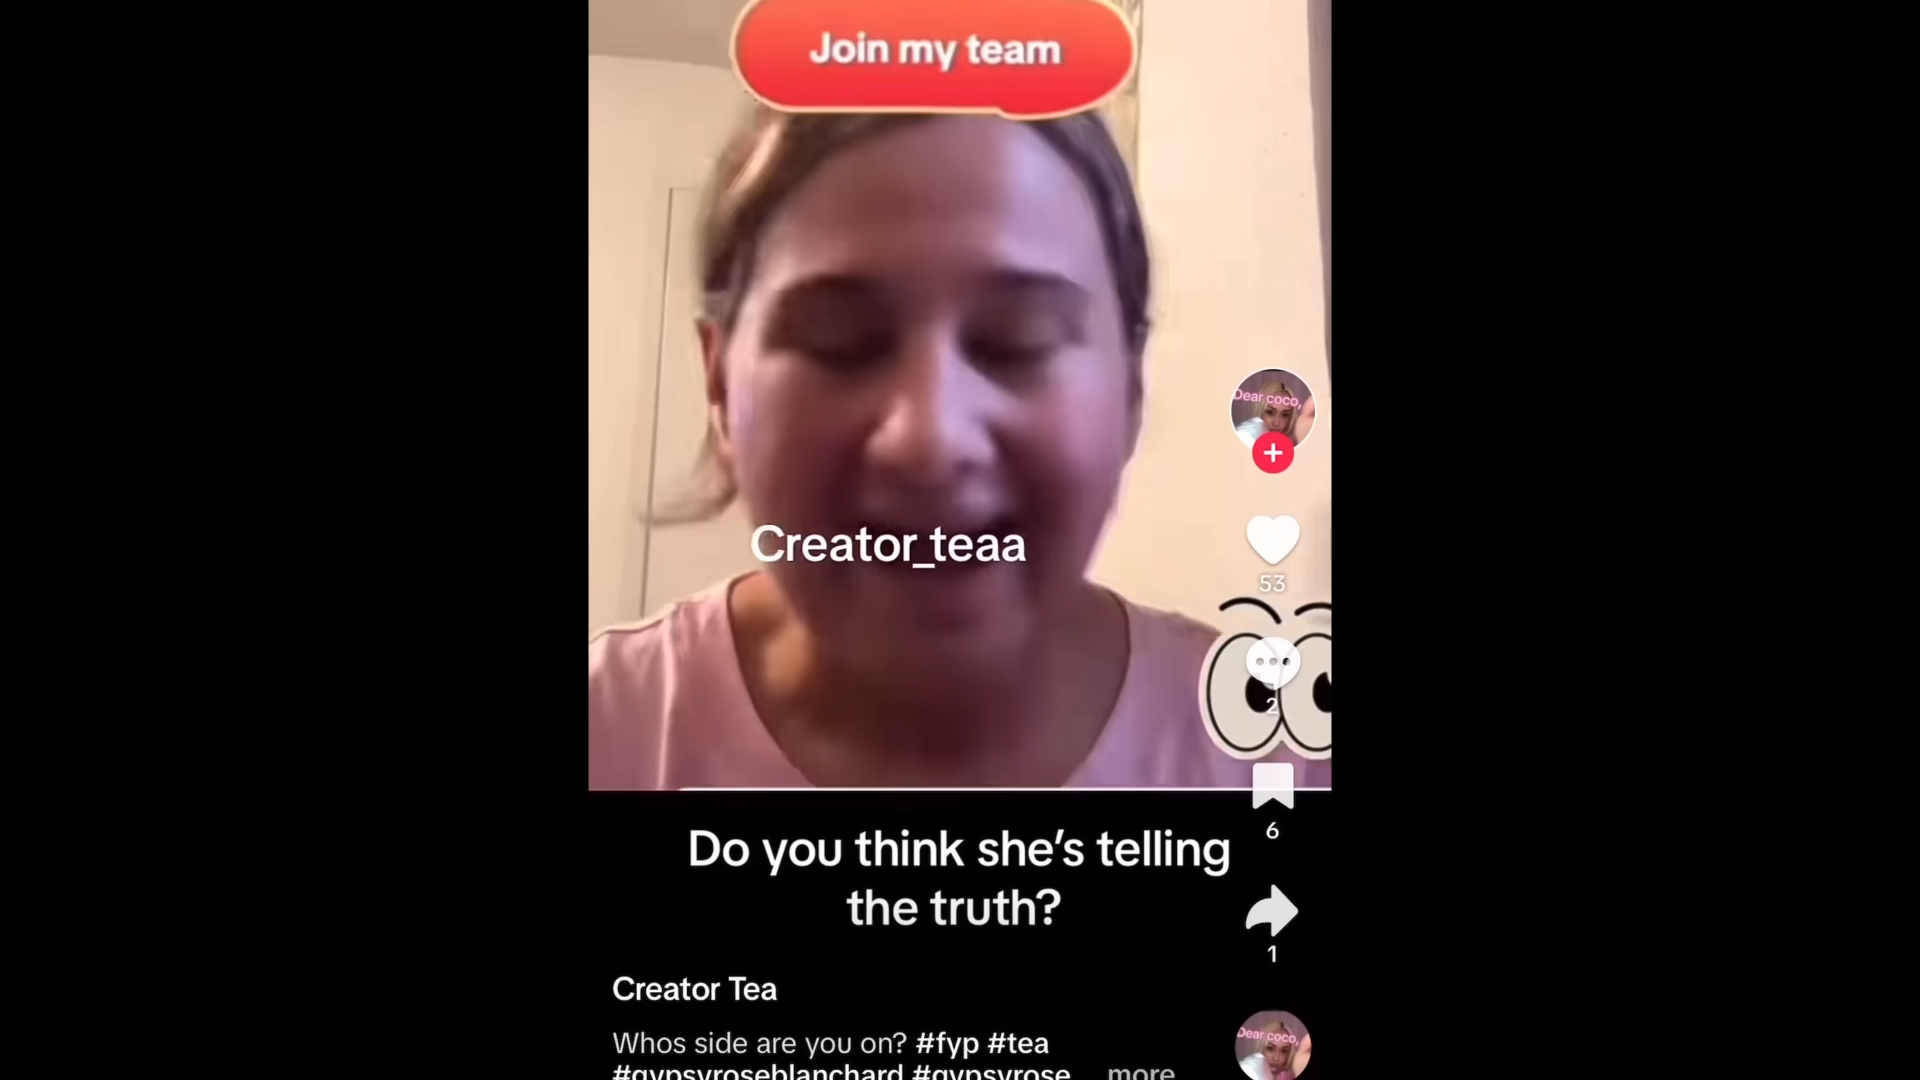 Join my team
Dear coco,
Creator_teaa
53
2
6
Do you think she's telling
the truth?
1
Creator Tea
Whos side are you on? #fyp #tea
#gypsyroseblanchard #gypsyrose more
Dear coco,